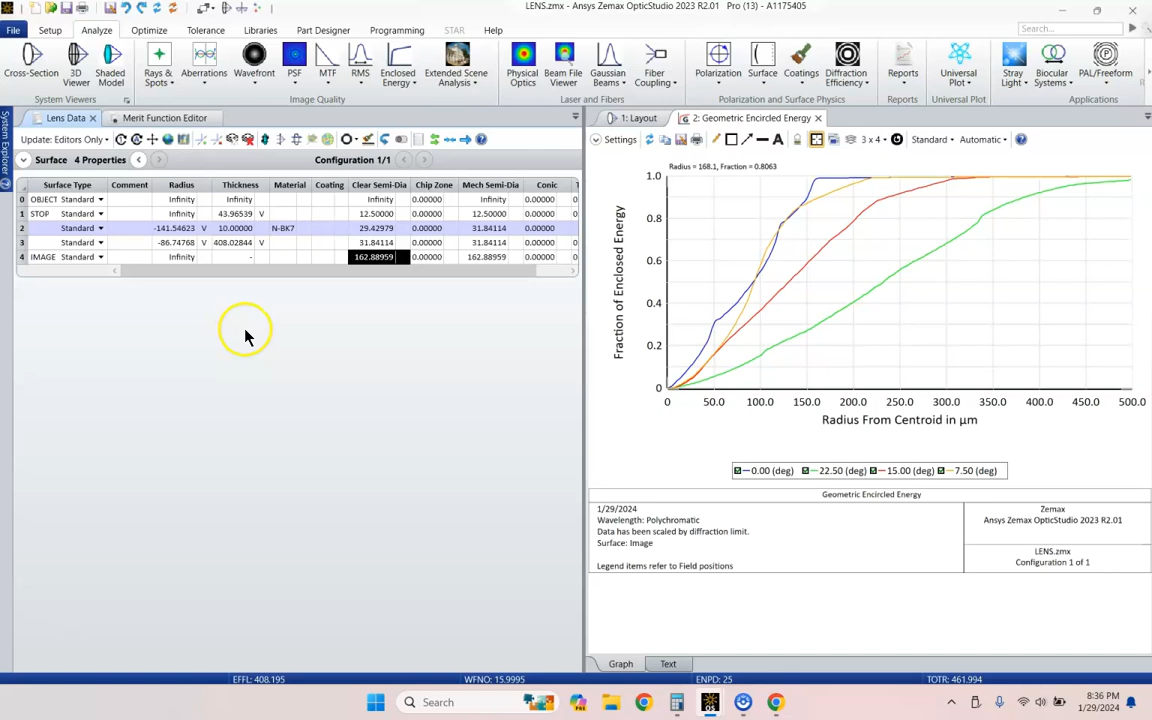 LENS.zmx - Ansys Zemax OpticStudio 2023 R2.01 Pro (13) - A1175405
File Setup Analyze Optimize Tolerance Libraries Part Designer Programming STAR Help
Search...
Cross-Section 3D Viewer Shaded Model Rays & Spots Aberrations Wavefront PSF MTF RMS Enclosed Energy Extended Scene Analysis Physical Optics Beam File Viewer Gaussian Beams Fiber Coupling Polarization Surface Coatings Diffraction Efficiency Reports Universal Plot Stray Light Biocular Systems PAL/Freeform
System Viewers Image Quality Laser and Fibers Polarization and Surface Physics Reports Universal Plot Applications
System Explorer
Lens Data Merit Function Editor
1: Layout 2: Geometric Encircled Energy
Update: Editors Only
Settings 3 x 4 Standard Automatic
Surface 4 Properties Configuration 1/1
Surface Type Comment Radius Thickness Material Coating Clear Semi-Dia Chip Zone Mech Semi-Dia Conic
0 OBJECT Standard Infinity Infinity Infinity 0.00000 Infinity 0.00000
1 STOP Standard Infinity 43.96539 V 12.50000 0.00000 12.50000 0.00000
2 Standard -141.54623 V 10.00000 N-BK7 29.42979 0.00000 31.84114 0.00000
3 Standard -86.74768 V 408.02844 V 31.84114 0.00000 31.84114 0.00000
4 IMAGE Standard Infinity - 162.88959 0.00000 162.88959 0.00000
Radius = 168.1, Fraction = 0.8063
1.0
0.8
0.6
0.4
0.2
0
Fraction of Enclosed Energy
0 50.0 100.0 150.0 200.0 250.0 300.0 350.0 400.0 450.0 500.0
Radius From Centroid in µm
0.00 (deg) 22.50 (deg) 15.00 (deg) 7.50 (deg)
Geometric Encircled Energy
1/29/2024
Wavelength: Polychromatic
Data has been scaled by diffraction limit.
Surface: Image
Legend items refer to Field positions
Zemax
Ansys Zemax OpticStudio 2023 R2.01
LENS.zmx
Configuration 1 of 1
Graph Text
EFFL: 408.195 WFNO: 15.9995 ENPD: 25 TOTR: 461.994
Search
8:36 PM
1/29/2024